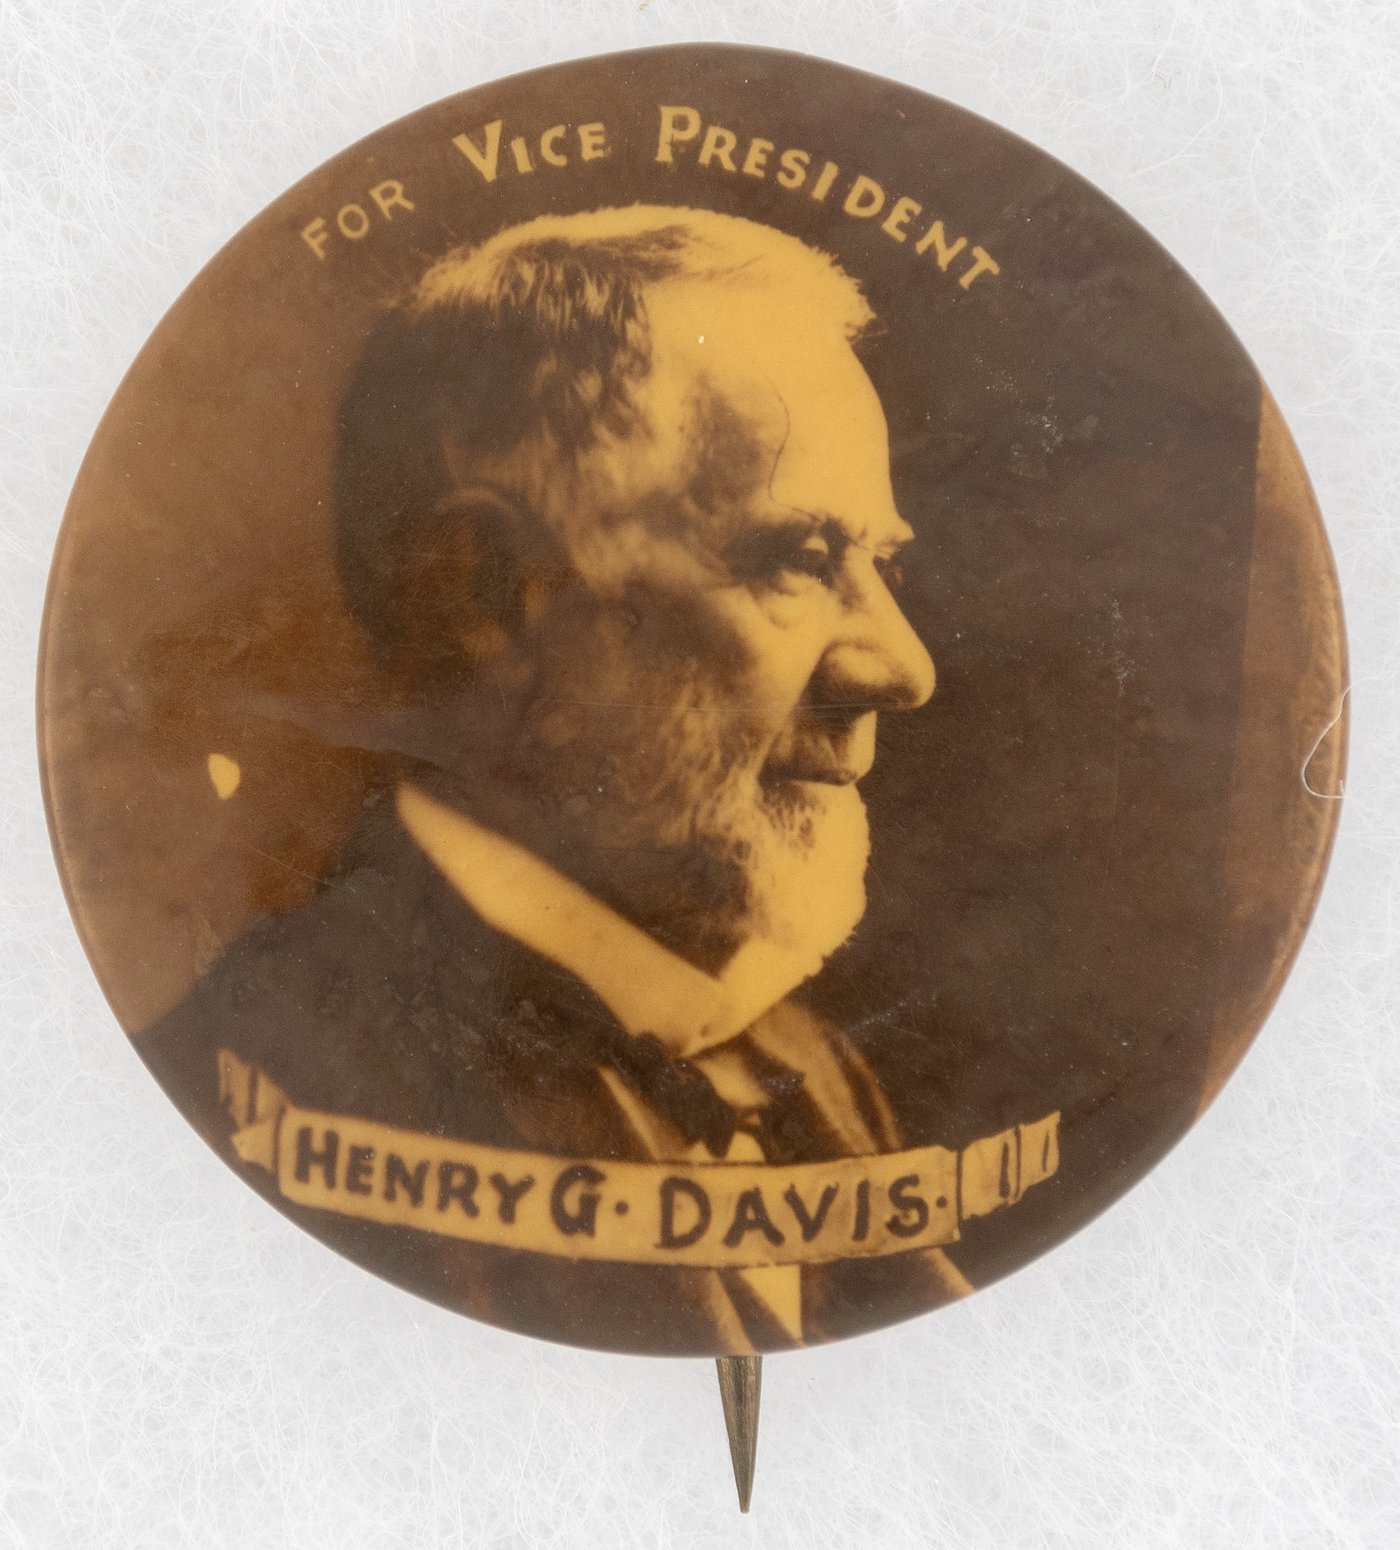 FOR VICE PRESIDENT
HENRY G. DAVIS.